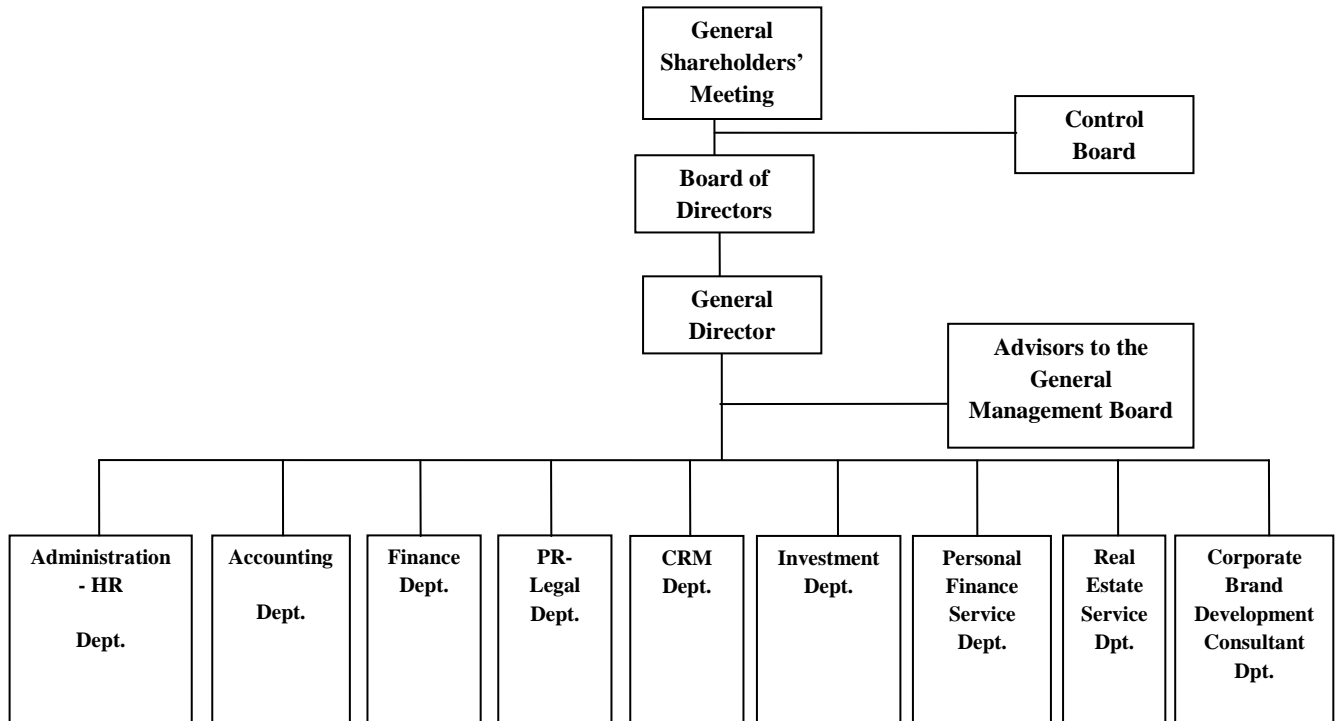 General
Shareholders’
Meeting
Control
Board
Board of
Directors
General
Director
Advisors to the
General
Management Board
Administration
- HR
Dept.
Accounting
Dept.
Finance
Dept.
PR-
Legal
Dept.
CRM
Dept.
Investment
Dept.
Personal
Finance
Service
Dept.
Real
Estate
Service
Dpt.
Corporate
Brand
Development
Consultant
Dpt.